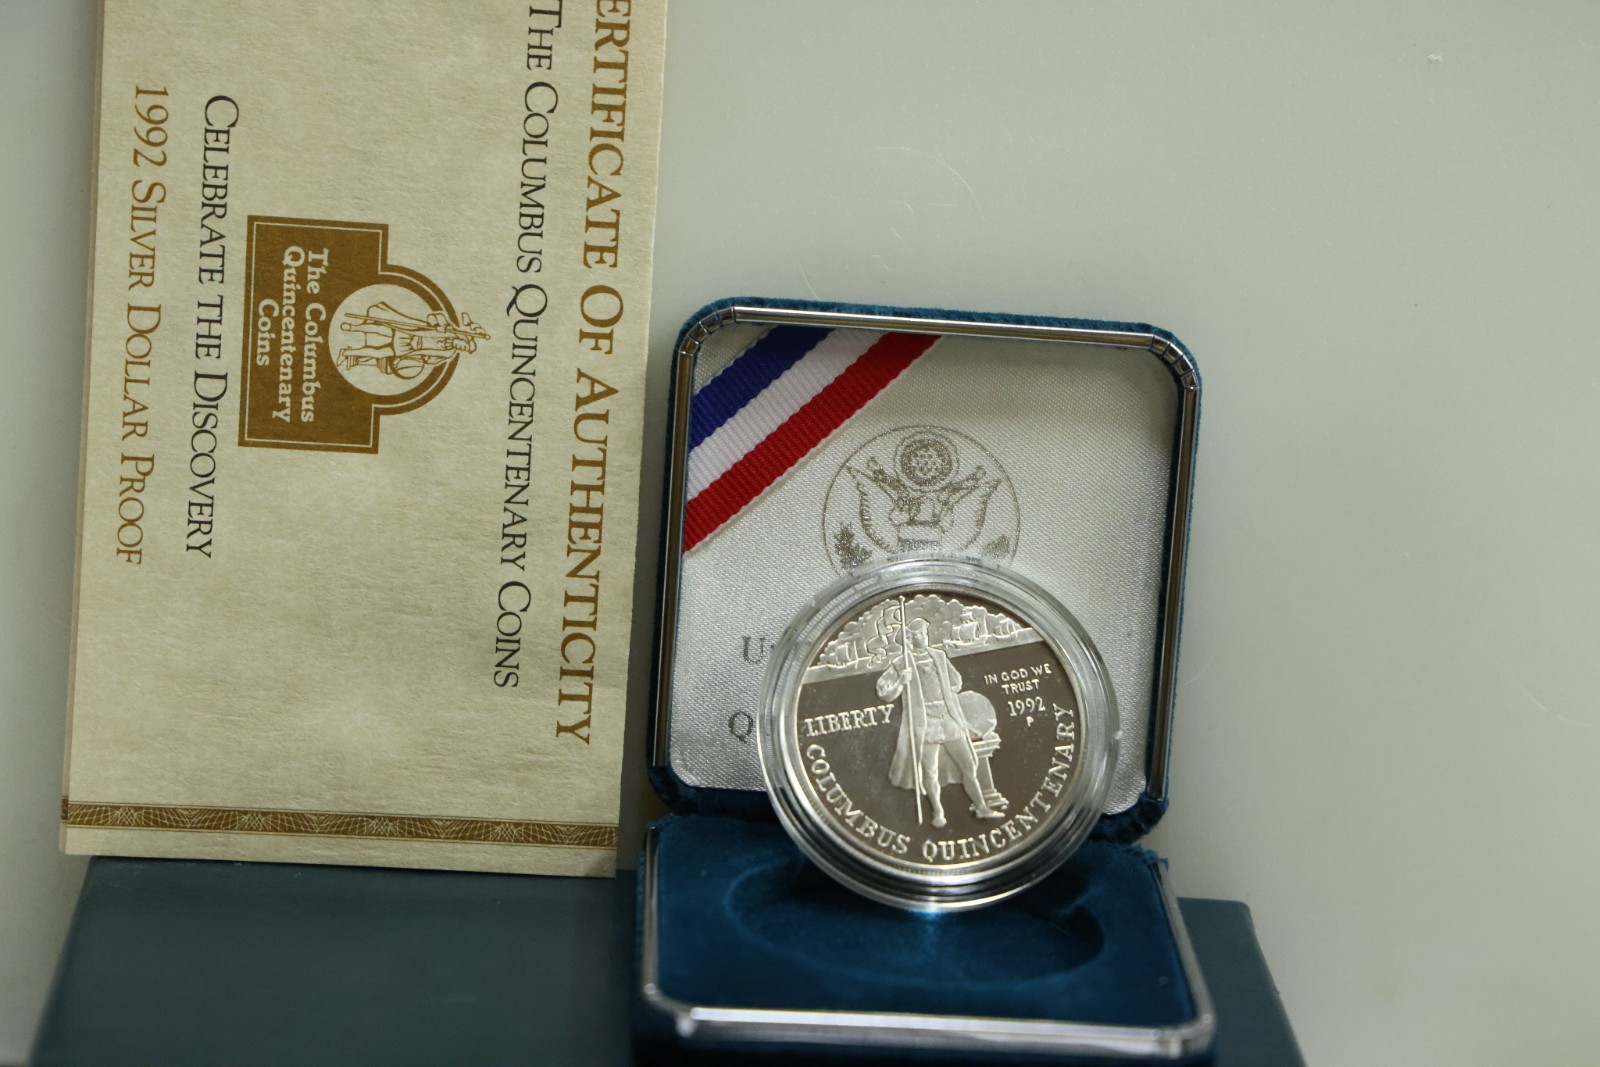 ERTIFICATE OF AUTHENTICITY
THE COLUMBUS QUINCENTENARY COINS
The Columbus
Quincentenary
Coins
CELEBRATE THE DISCOVERY
1992 SILVER DOLLAR PROOF
IN GOD WE
TRUST
1992
P
LIBERTY
COLUMBUS QUINCENTENARY